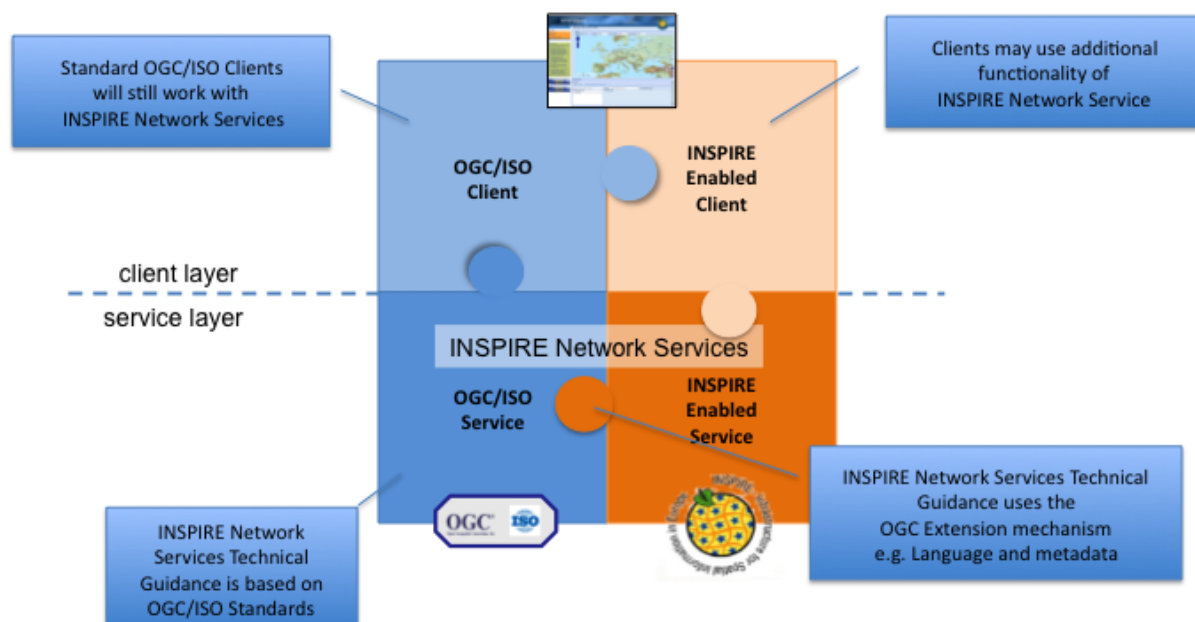 Standard OGC/ISO Clients
will still work with
INSPIRE Network Services
Clients may use additional
functionality of
INSPIRE Network Service
OGC/ISO
Client
INSPIRE
Enabled
Client
client layer
service layer
INSPIRE Network Services
OGC/ISO
Service
INSPIRE
Enabled
Service
INSPIRE Network
Services Technical
Guidance is based on
OGC/ISO Standards
OGC
ISO
INSPIRE Network Services Technical
Guidance uses the
OGC Extension mechanism
e.g. Language and metadata